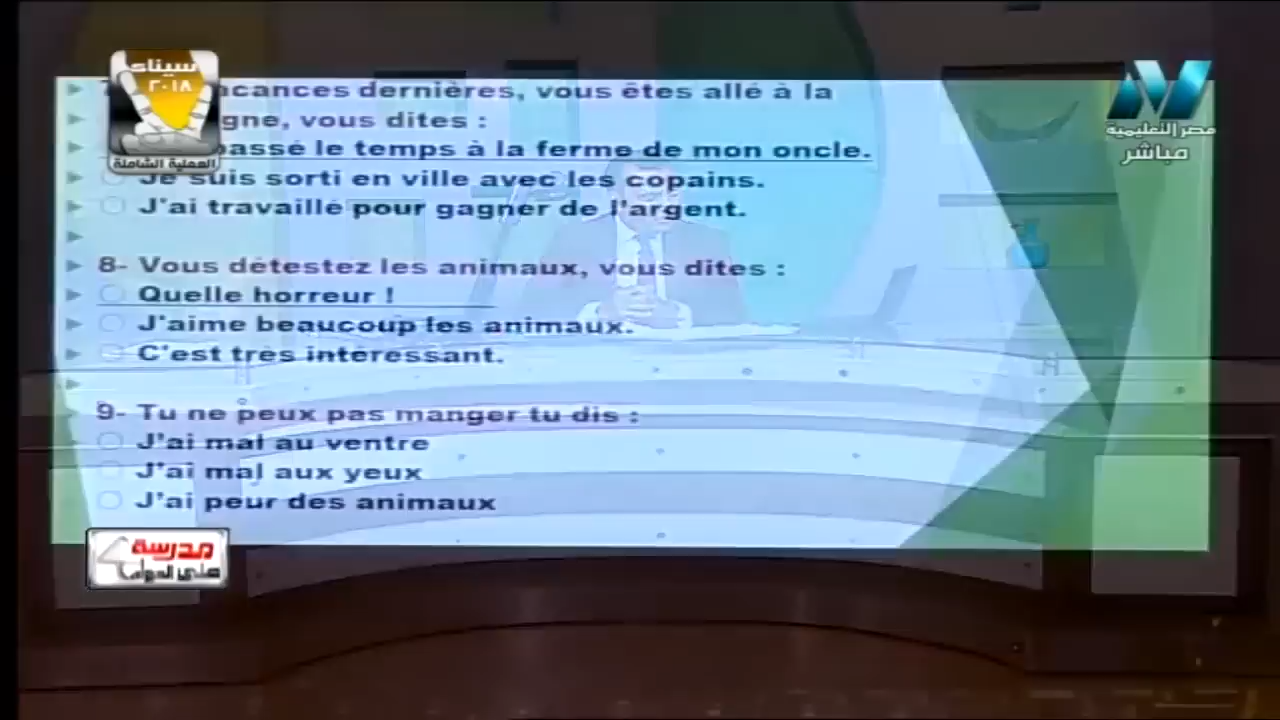 سيناء
٢٠١٨
العملية الشاملة
مصر التعليمية
مباشر
cances dernières, vous êtes allé à la
gne, vous dites :
passé le temps à la ferme de mon oncle.
Je suis sorti en ville avec les copains.
J'ai travaillé pour gagner de l'argent.
8- Vous détestez les animaux, vous dites :
Quelle horreur !
J'aime beaucoup les animaux.
C'est très intéressant.
9- Tu ne peux pas manger tu dis :
J'ai mal au ventre
J'ai mal aux yeux
J'ai peur des animaux
مدرسة
على الهواء